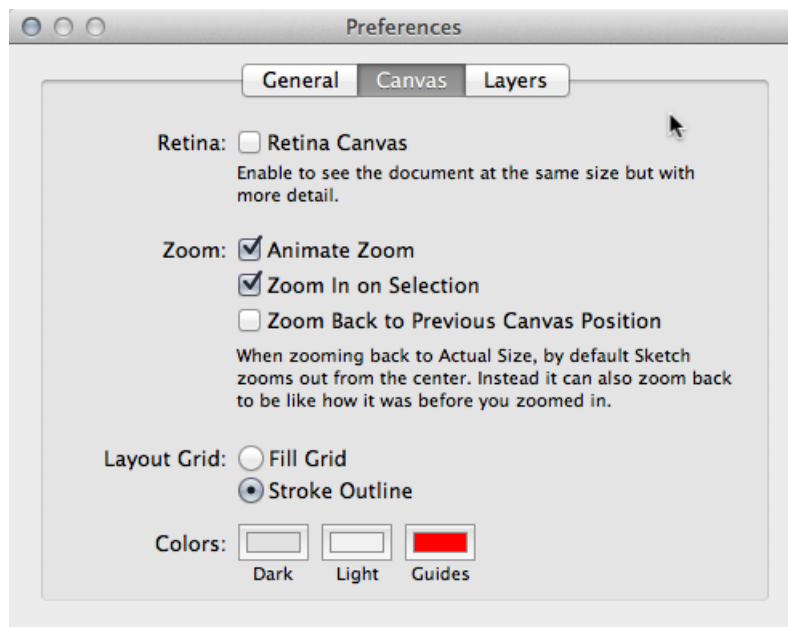 Preferences
General Canvas Layers
Retina: Retina Canvas
Enable to see the document at the same size but with
more detail.
Zoom: Animate Zoom
Zoom In on Selection
Zoom Back to Previous Canvas Position
When zooming back to Actual Size, by default Sketch
zooms out from the center. Instead it can also zoom back
to be like how it was before you zoomed in.
Layout Grid: Fill Grid
Stroke Outline
Colors:
Dark Light Guides